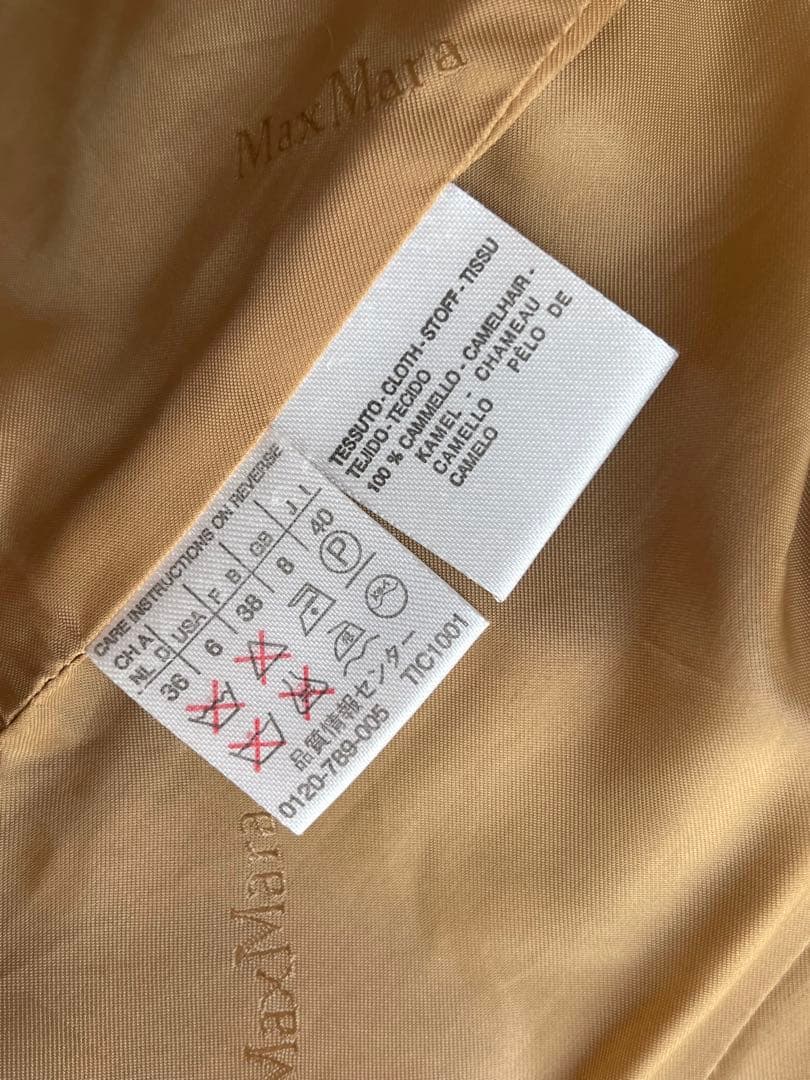 MaxMara
TESSUTO - CLOTH - STOFF - TISSU
TEJIDO - TECIDO
100 % CAMMELLO - CAMELHAIR -
KAMEL - CHAMEAU
CAMELLO PÊLO DE
CAMELO
CARE INSTRUCTIONS ON REVERSE
CH A USA F B GB J I
NL D
36 6 38 8 40
P
品質情報センター
0120-789-005 TIC1001
MaxMara